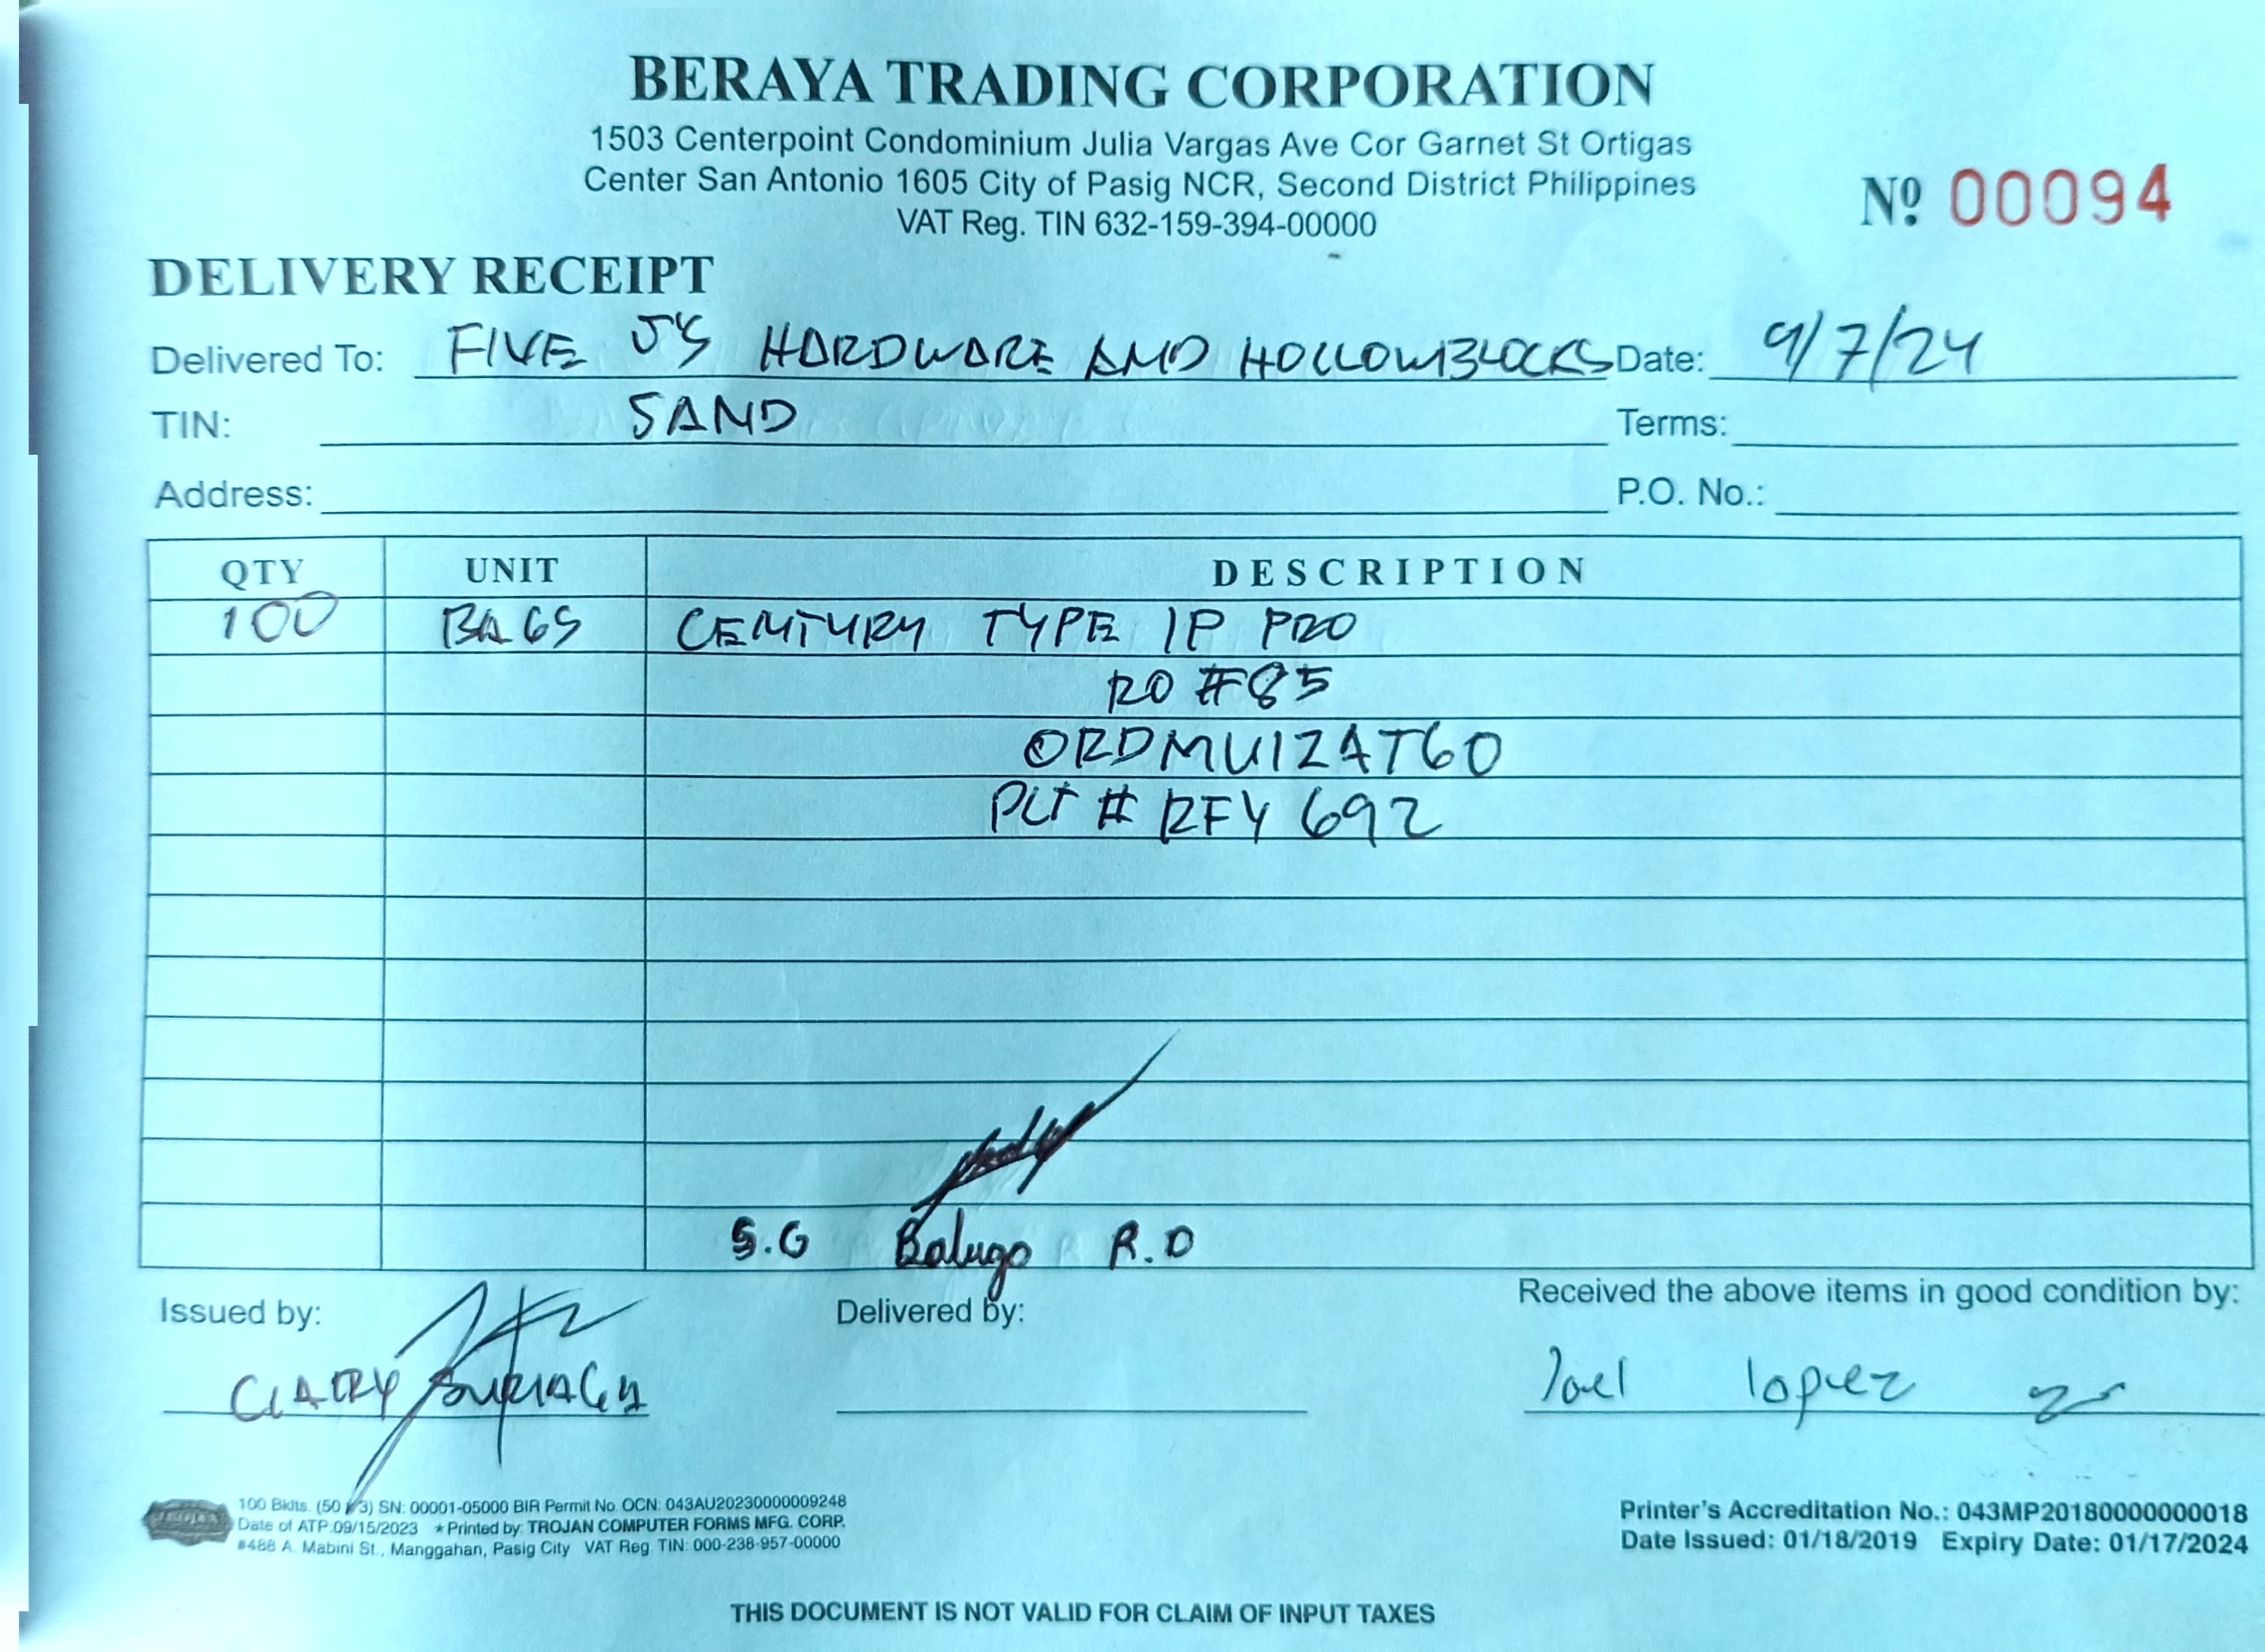 BERAYA TRADING CORPORATION
1503 Centerpoint Condominium Julia Vargas Ave Cor Garnet St Ortigas
Center San Antonio 1605 City of Pasig NCR, Second District Philippines
VAT Reg. TIN 632-159-394-00000
Nº 00094
DELIVERY RECEIPT
Delivered To: FIVE J'S HARDWARE AND HOLLOWBLOCKS Date: 9/7/24
TIN: SAND Terms:
Address: P.O. No.:
QTY UNIT DESCRIPTION
100 BAGS CENTURY TYPE 1P PRO
RO #85
ORDMU12AT60
PLT # RFY 692
S.G Balugo R.D
Issued by: Delivered by: Received the above items in good condition by:
CLARY Joel lopez
100 Bklts. (50 x 3) SN: 00001-05000 BIR Permit No. OCN: 043AU20230000009248
Date of ATP:09/15/2023 ★Printed by: TROJAN COMPUTER FORMS MFG. CORP.
#488 A. Mabini St., Manggahan, Pasig City VAT Reg. TIN: 000-238-957-00000
Printer's Accreditation No.: 043MP20180000000018
Date Issued: 01/18/2019 Expiry Date: 01/17/2024
THIS DOCUMENT IS NOT VALID FOR CLAIM OF INPUT TAXES